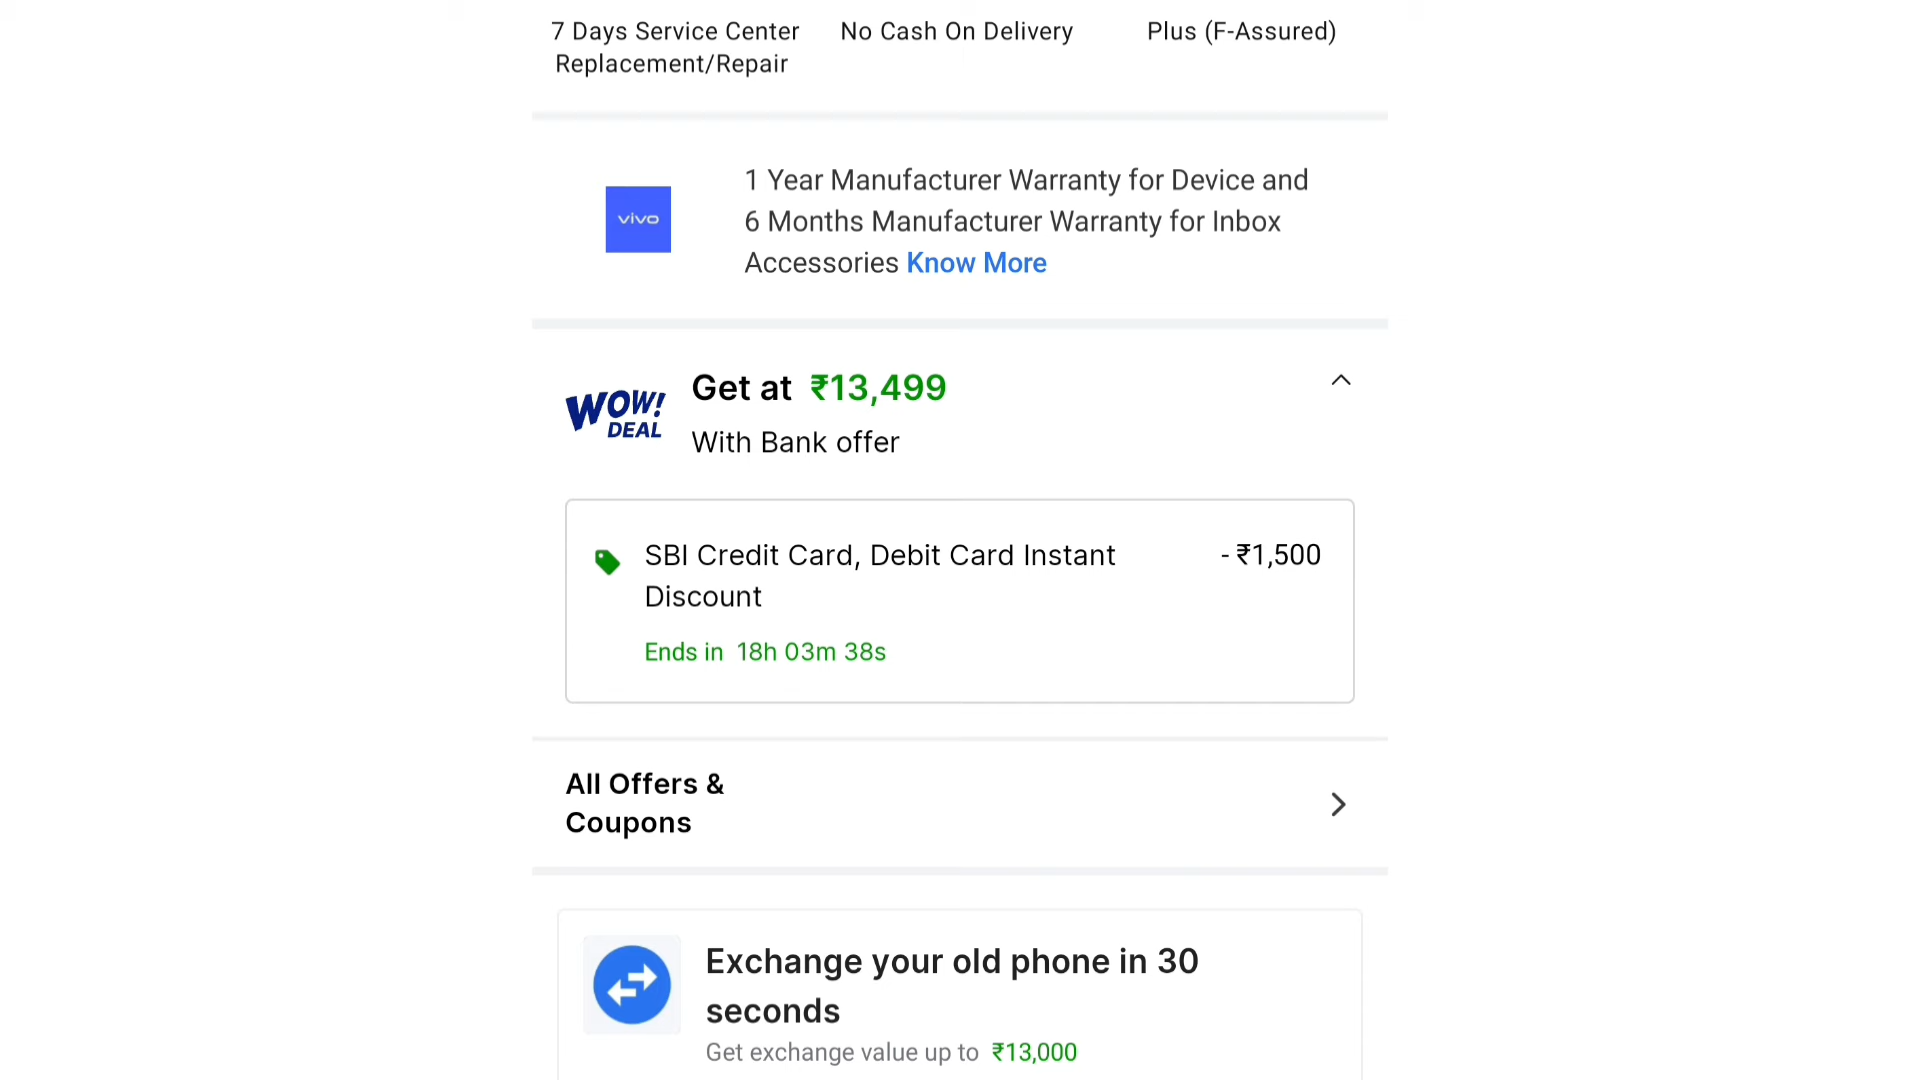 7 Days Service Center No Cash On Delivery Plus (F-Assured)
Replacement/Repair
vivo
1 Year Manufacturer Warranty for Device and
6 Months Manufacturer Warranty for Inbox
Accessories Know More
WOW!
DEAL
Get at ₹13,499
With Bank offer
SBI Credit Card, Debit Card Instant - ₹1,500
Discount
Ends in 18h 03m 38s
All Offers &
Coupons
Exchange your old phone in 30
seconds
Get exchange value up to ₹13,000